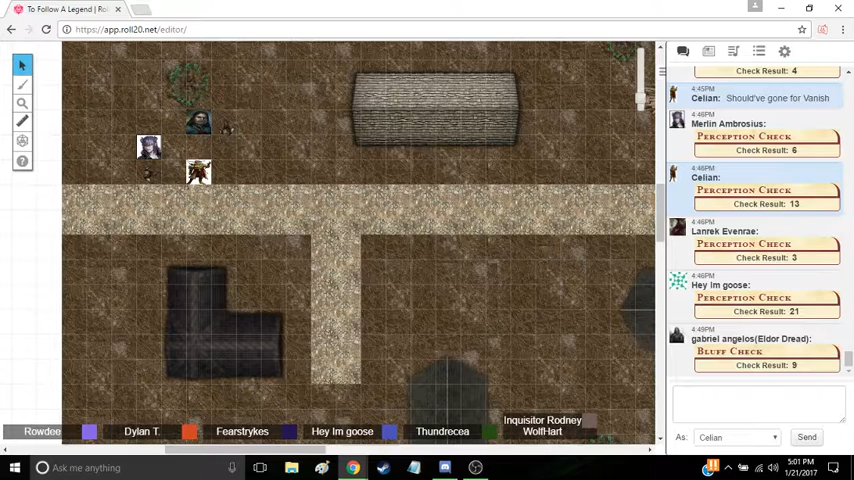 To Follow A Legend | Roll
https://app.roll20.net/editor/
Check Result: 4
4:45PM
Celian: Should've gone for Vanish
4:46PM
Merlin Ambrosius:
Perception Check
Check Result: 6
4:46PM
Celian:
Perception Check
Check Result: 13
4:46PM
Lanrek Evenrae:
Perception Check
Check Result: 3
4:46PM
Hey Im goose:
Perception Check
Check Result: 21
4:49PM
gabriel angelos(Eldor Dread):
Bluff Check
Check Result: 9
Rowdee
Dylan T.
Fearstrykes
Hey Im goose
Thundrecea
Inquisitor Rodney
WolfHart
As:
Celian
Send
Ask me anything
5:01 PM
1/21/2017